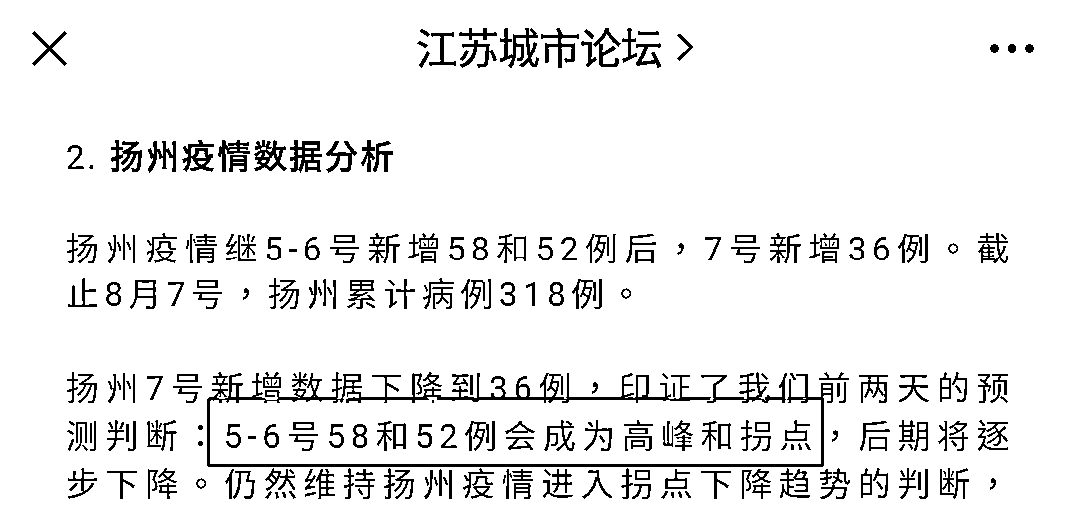 江苏城市论坛
2. 扬州疫情数据分析
扬州疫情继5-6号新增58和52例后，7号新增36例。截
止8月7号，扬州累计病例318例。
扬州7号新增数据下降到36例，印证了我们前两天的预
测判断：5-6号58和52例会成为高峰和拐点，后期将逐
步下降。仍然维持扬州疫情进入拐点下降趋势的判断，